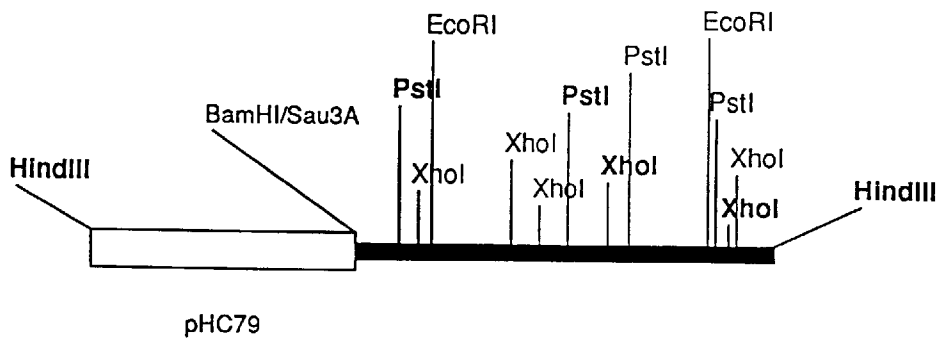 EcoRI
EcoRI
PstI
PstI
PstI
PstI
BamHI/Sau3A
XhoI
XhoI
HindIII
XhoI
XhoI
HindIII
XhoI
XhoI
pHC79